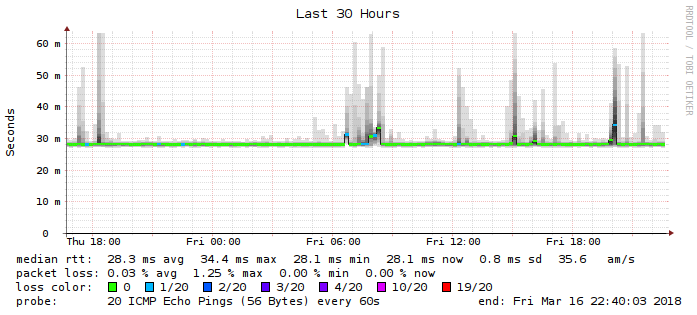 Last 30 Hours
RRDTOOL / TOBI OETIKER
Seconds
60 m
50 m
40 m
30 m
20 m
10 m
0
Thu 18:00 Fri 00:00 Fri 06:00 Fri 12:00 Fri 18:00
median rtt: 28.3 ms avg 34.4 ms max 28.1 ms min 28.1 ms now 0.8 ms sd 35.6 am/s
packet loss: 0.03 % avg 1.25 % max 0.00 % min 0.00 % now
loss color: 0 1/20 2/20 3/20 4/20 10/20 19/20
probe: 20 ICMP Echo Pings (56 Bytes) every 60s end: Fri Mar 16 22:40:03 2018